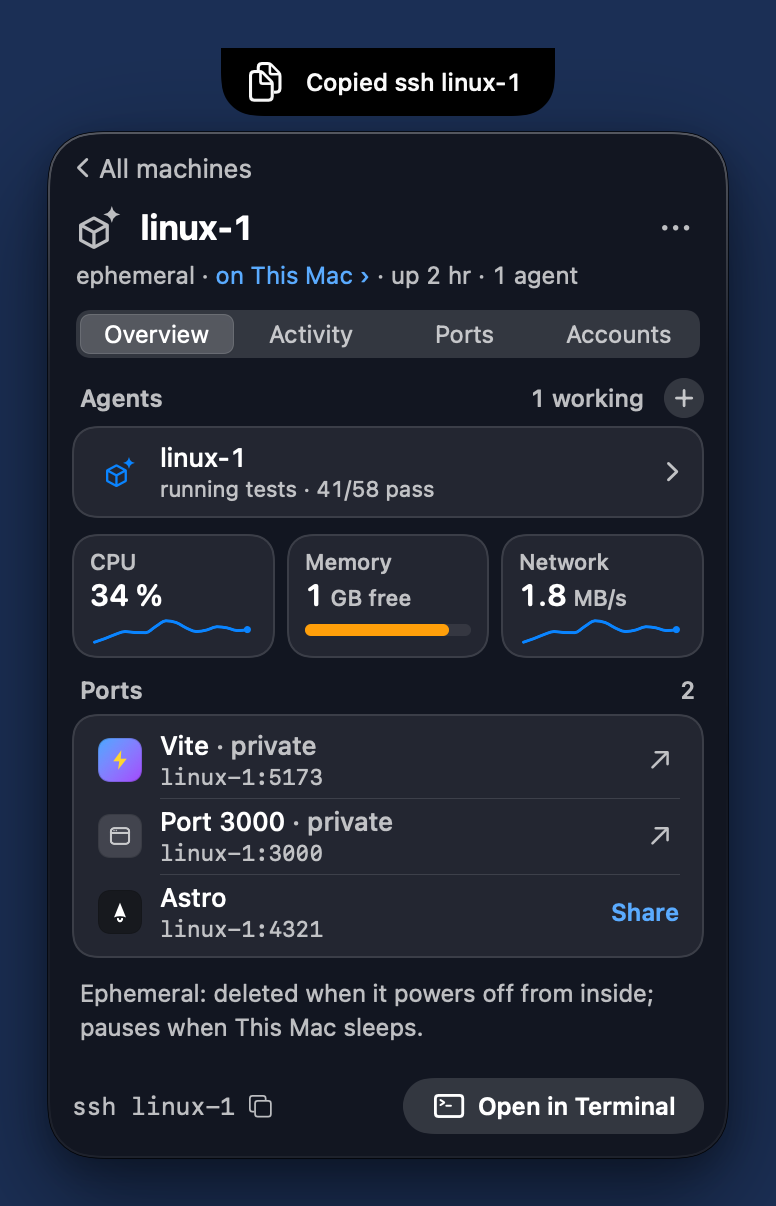 Copied ssh linux-1
All machines
linux-1
ephemeral · on This Mac › · up 2 hr · 1 agent
Overview Activity Ports Accounts
Agents 1 working
linux-1
running tests · 41/58 pass
CPU Memory Network
34 % 1 GB free 1.8 MB/s
Ports 2
Vite · private
linux-1:5173
Port 3000 · private
linux-1:3000
Astro
linux-1:4321
Share
Ephemeral: deleted when it powers off from inside;
pauses when This Mac sleeps.
ssh linux-1 Open in Terminal